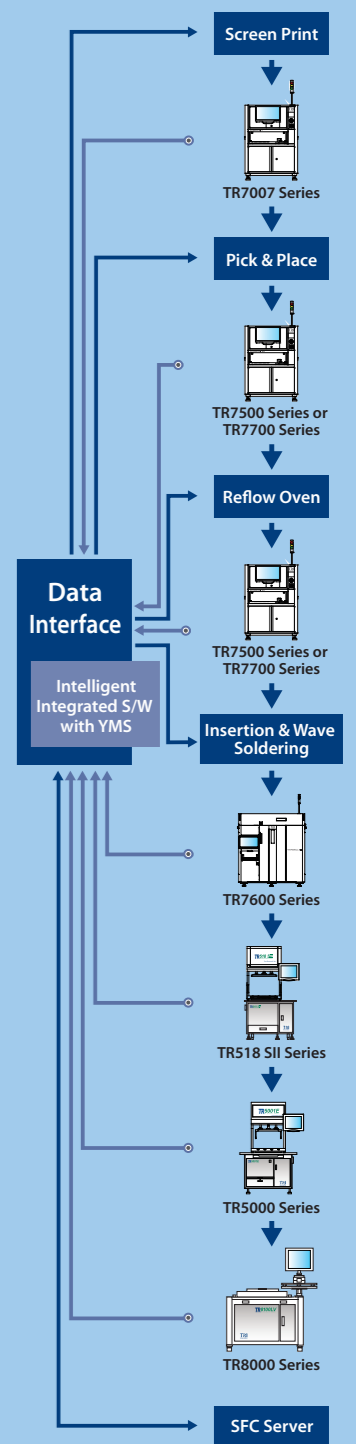 Screen Print
TR7007 Series
Pick & Place
TR7500 Series or
TR7700 Series
Reflow Oven
Data
Interface
TR7500 Series or
TR7700 Series
Intelligent
Integrated S/W
with YMS
Insertion & Wave
Soldering
TR7600 Series
TR518 SII Series
TR5000 Series
TR8000 Series
SFC Server